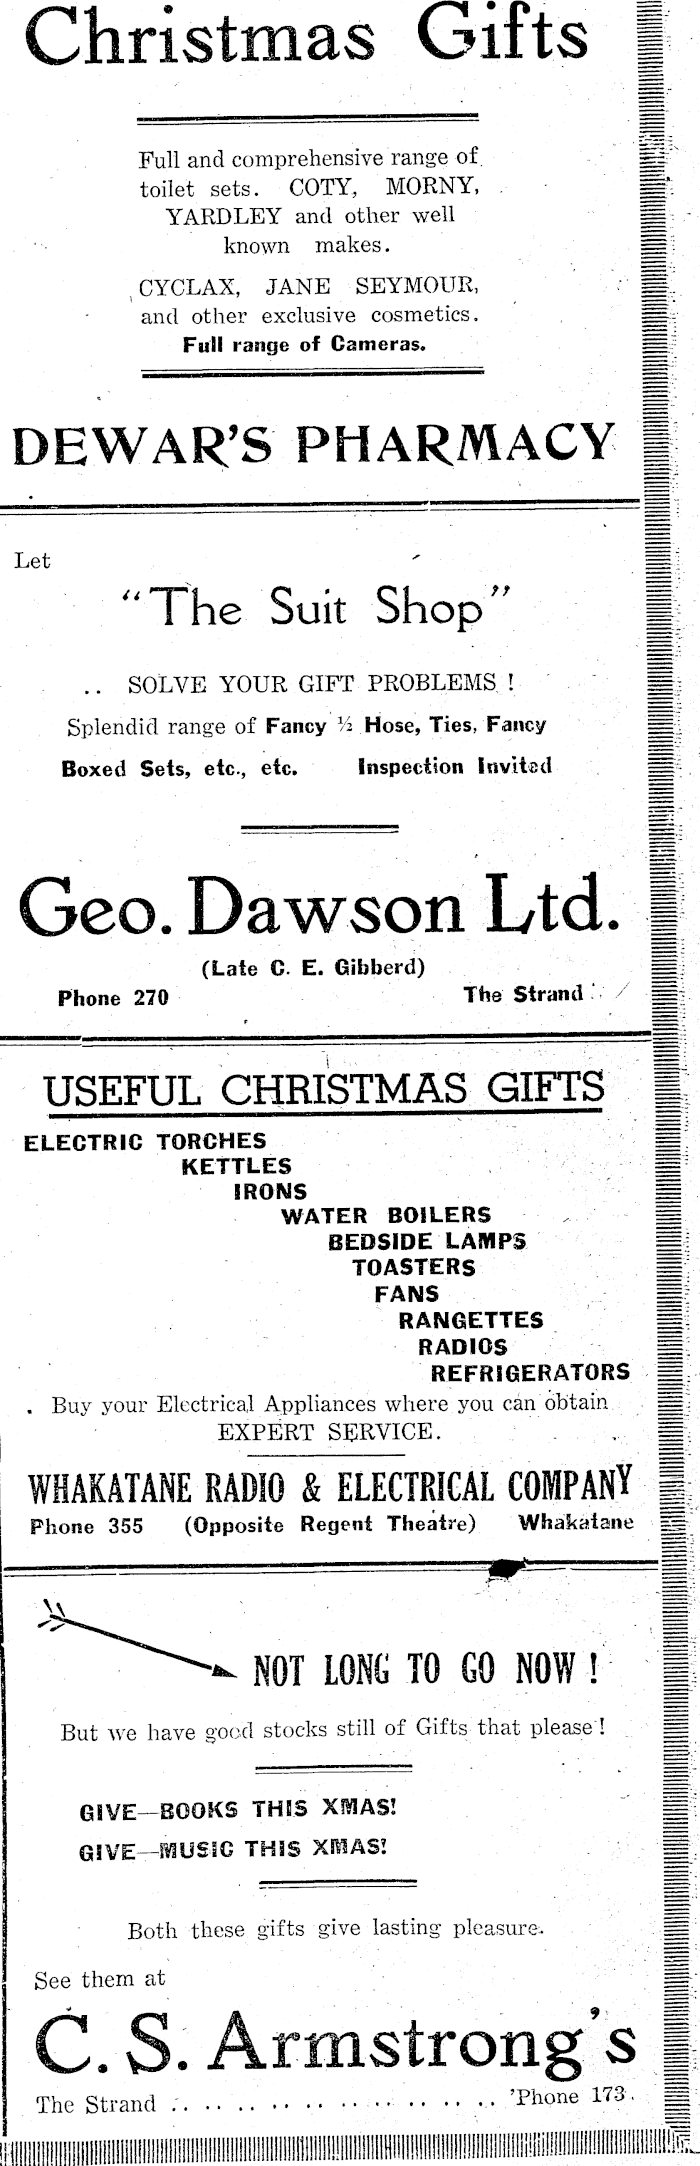 Christmas Gifts
Full and comprehensive range of
toilet sets. COTY, MORNY,
YARDLEY and other well
known makes.
CYCLAX, JANE SEYMOUR,
and other exclusive cosmetics.
Full range of Cameras.
DEWAR'S PHARMACY
Let
"The Suit Shop"
.. SOLVE YOUR GIFT PROBLEMS !
Splendid range of Fancy ½ Hose, Ties, Fancy
Boxed Sets, etc., etc. Inspection Invited
Geo. Dawson Ltd.
(Late C. E. Gibberd)
Phone 270 The Strand
USEFUL CHRISTMAS GIFTS
ELECTRIC TORCHES
KETTLES
IRONS
WATER BOILERS
BEDSIDE LAMPS
TOASTERS
FANS
RANGETTES
RADIOS
REFRIGERATORS
Buy your Electrical Appliances where you can obtain
EXPERT SERVICE.
WHAKATANE RADIO & ELECTRICAL COMPANY
Phone 355 (Opposite Regent Theatre) Whakatane
NOT LONG TO GO NOW !
But we have good stocks still of Gifts that please !
GIVE—BOOKS THIS XMAS!
GIVE—MUSIC THIS XMAS!
Both these gifts give lasting pleasure.
See them at
C. S. Armstrong's
The Strand .. .. .. .. .. .. .. .. .. .. 'Phone 173.